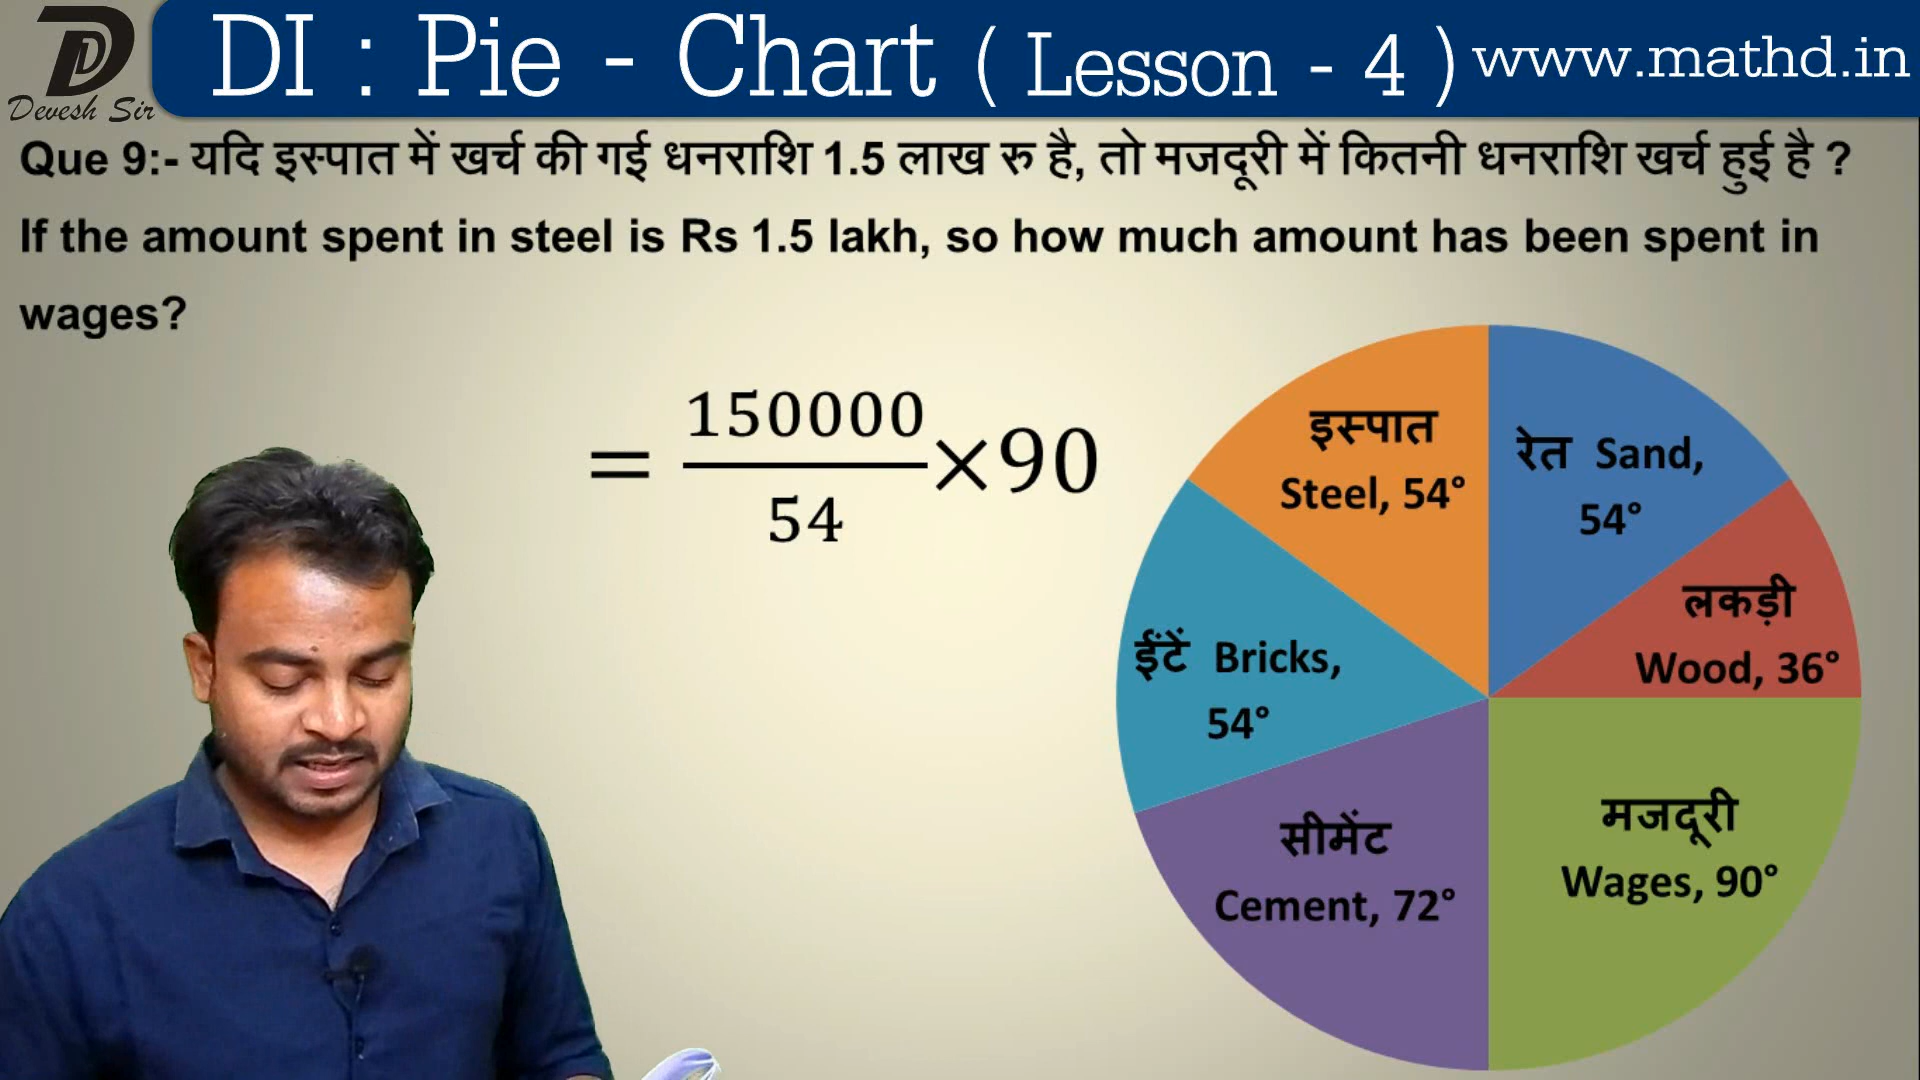 DI : Pie - Chart ( Lesson - 4 ) www.mathd.in
Devesh Sir
Que 9:- यदि इस्पात में खर्च की गई धनराशि 1.5 लाख रु है, तो मजदूरी में कितनी धनराशि खर्च हुई है ?
If the amount spent in steel is Rs 1.5 lakh, so how much amount has been spent in
wages?
= 150000/54 ×90
इस्पात
Steel, 54°
रेत Sand,
54°
लकड़ी
Wood, 36°
ईंटें Bricks,
54°
सीमेंट
Cement, 72°
मजदूरी
Wages, 90°